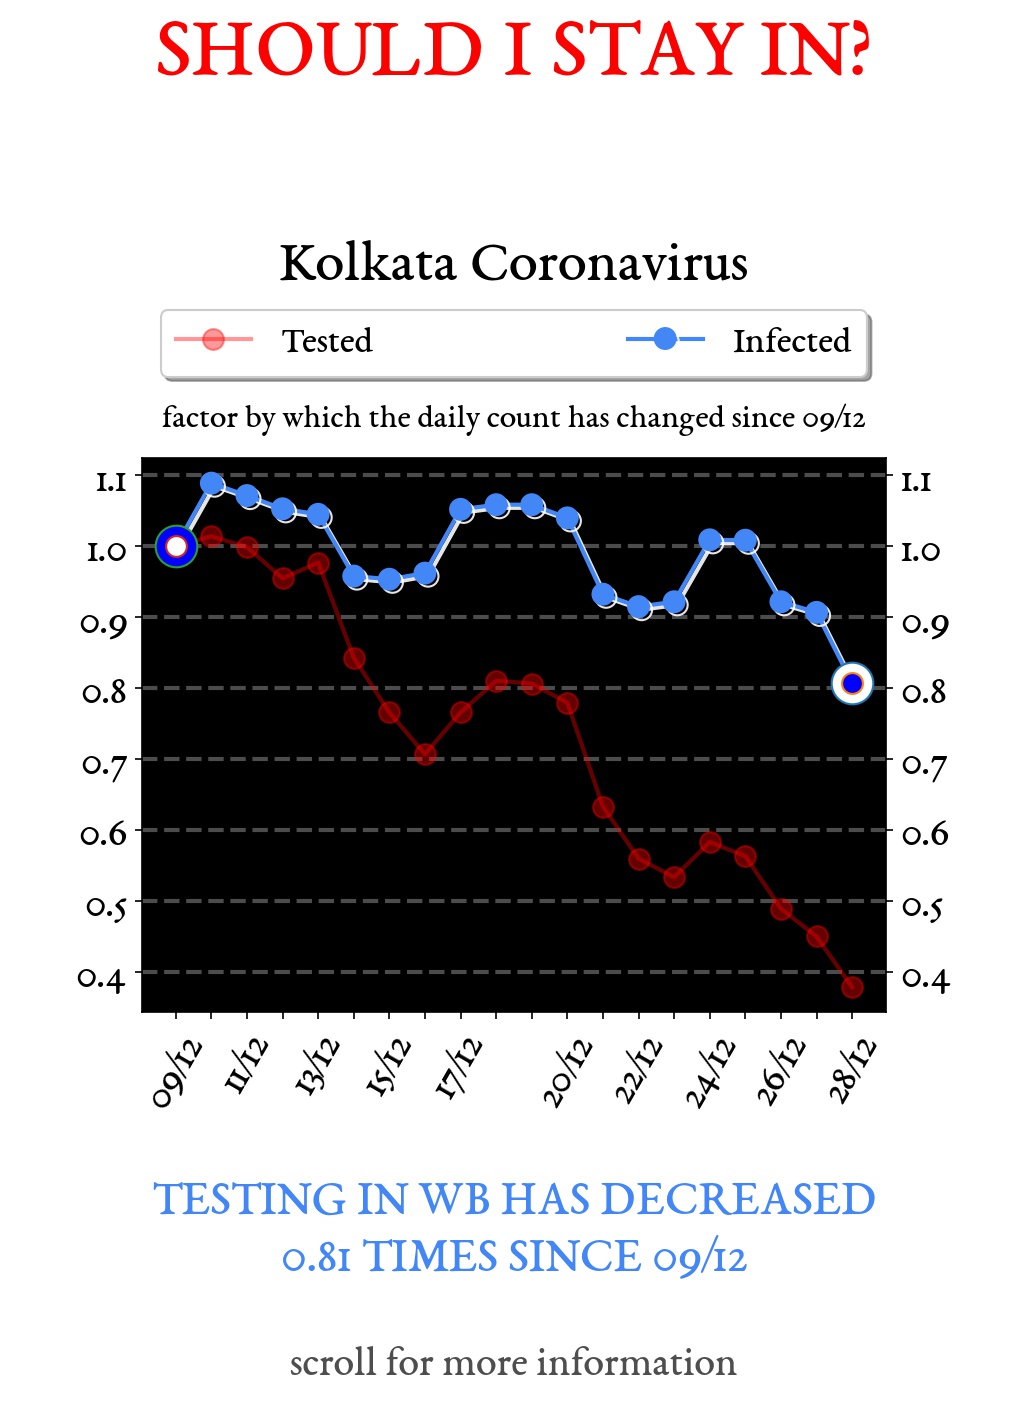 SHOULD I STAY IN?
Kolkata Coronavirus
Tested Infected
factor by which the daily count has changed since 09/12
1.1 1.1
1.0 1.0
0.9 0.9
0.8 0.8
0.7 0.7
0.6 0.6
0.5 0.5
0.4 0.4
09/12 11/12 13/12 15/12 17/12 20/12 22/12 24/12 26/12 28/12
TESTING IN WB HAS DECREASED
0.81 TIMES SINCE 09/12
scroll for more information